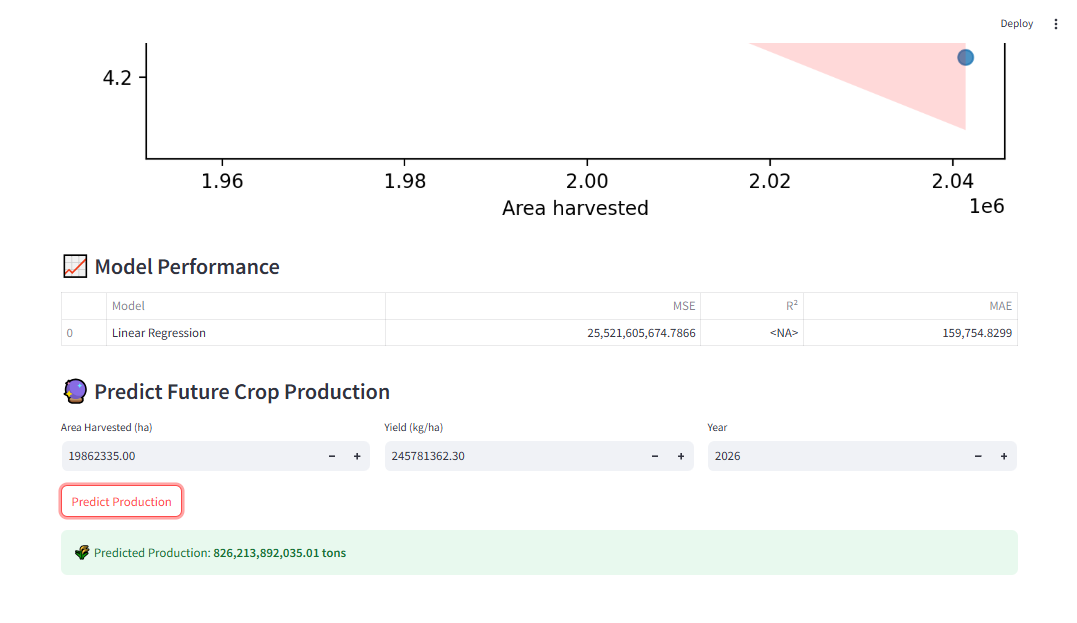 Deploy
4.2
1.96 1.98 2.00 2.02 2.04
Area harvested 1e6
Model Performance
Model MSE R² MAE
0 Linear Regression 25,521,605,674.7866 <NA> 159,754.8299
Predict Future Crop Production
Area Harvested (ha) Yield (kg/ha) Year
19862335.00 − + 245781362.30 − + 2026 − +
Predict Production
Predicted Production: 826,213,892,035.01 tons